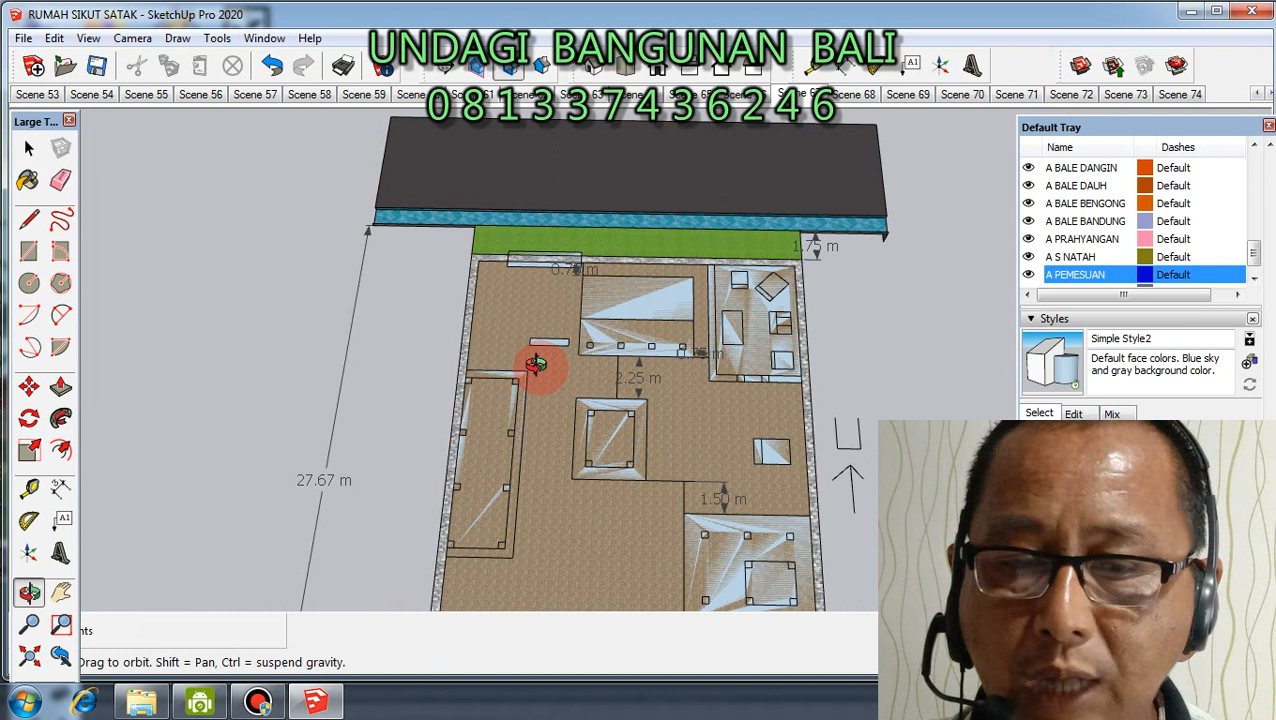 RUMAH SIKUT SATAK - SketchUp Pro 2020
File Edit View Camera Draw Tools Window Help
UNDAGI BANGUNAN BALI
081337436246
Scene 53 Scene 54 Scene 55 Scene 56 Scene 57 Scene 58 Scene 59 Scene 68 Scene 69 Scene 70 Scene 71 Scene 72 Scene 73 Scene 74
Large T...
A1
A1
Default Tray
Name Dashes
A BALE DANGIN Default
A BALE DAUH Default
A BALE BENGONG Default
A BALE BANDUNG Default
A PRAHYANGAN Default
A S NATAH Default
A PEMESUAN Default
Styles
Simple Style2
Default face colors. Blue sky
and gray background color.
Select Edit Mix
1.75 m
2.25 m
27.67 m
1.50 m
U
nts
Drag to orbit. Shift = Pan, Ctrl = suspend gravity.